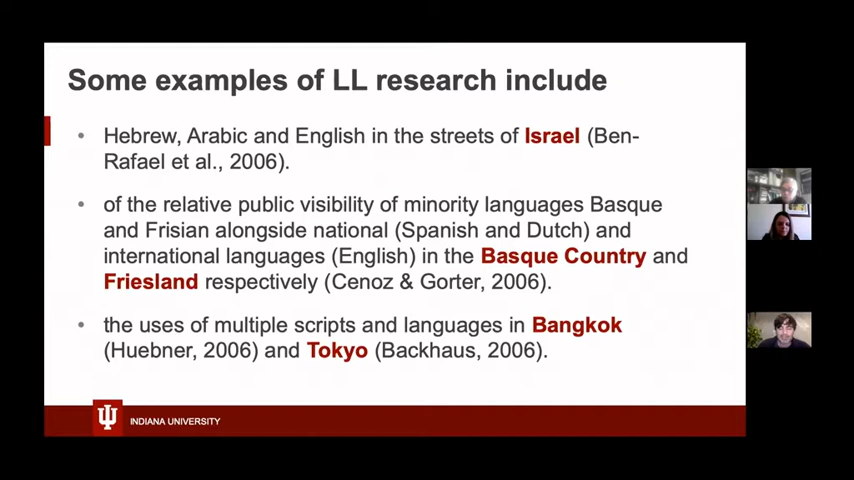 Some examples of LL research include
• Hebrew, Arabic and English in the streets of Israel (Ben-
Rafael et al., 2006).
• of the relative public visibility of minority languages Basque
and Frisian alongside national (Spanish and Dutch) and
international languages (English) in the Basque Country and
Friesland respectively (Cenoz & Gorter, 2006).
• the uses of multiple scripts and languages in Bangkok
(Huebner, 2006) and Tokyo (Backhaus, 2006).
INDIANA UNIVERSITY